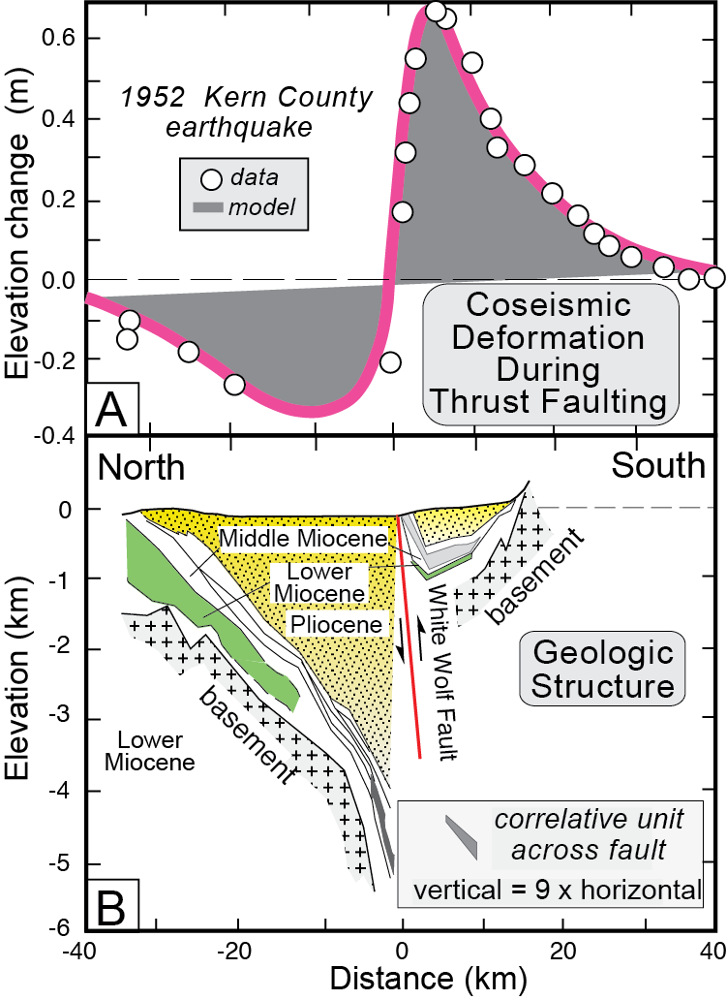 0.6
0.4
0.2
0.0
-0.2
-0.4
Elevation change (m)
1952 Kern County
earthquake
data
model
Coseismic
Deformation
During
Thrust Faulting
A
North
South
0
-1
-2
-3
-4
-5
-6
Elevation (km)
Middle Miocene
Lower
Miocene
Pliocene
White Wolf Fault
basement
basement
Geologic
Structure
Lower
Miocene
correlative unit
across fault
vertical = 9 x horizontal
B
-40
-20
0
20
40
Distance (km)